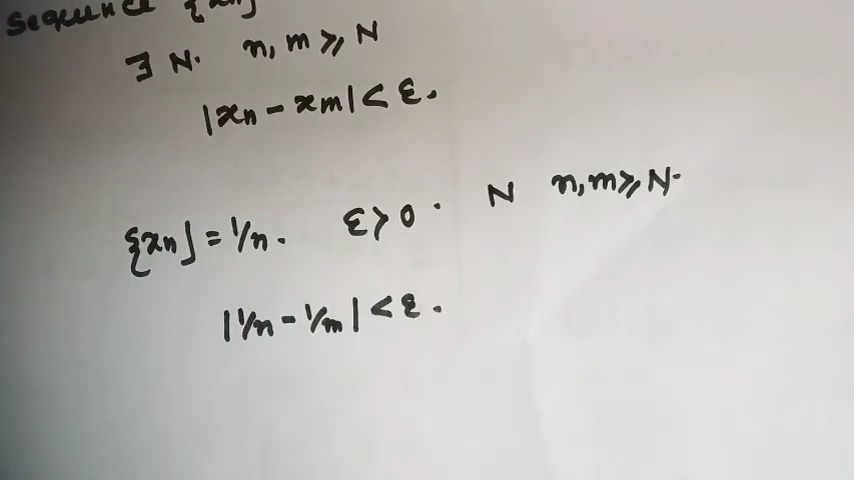 Sequence {xn}
∃ N. n, m ≥ N
|xn - xm| < ε.
{xn} = 1/n. ε > 0. N n, m ≥ N.
|1/n - 1/m| < ε.